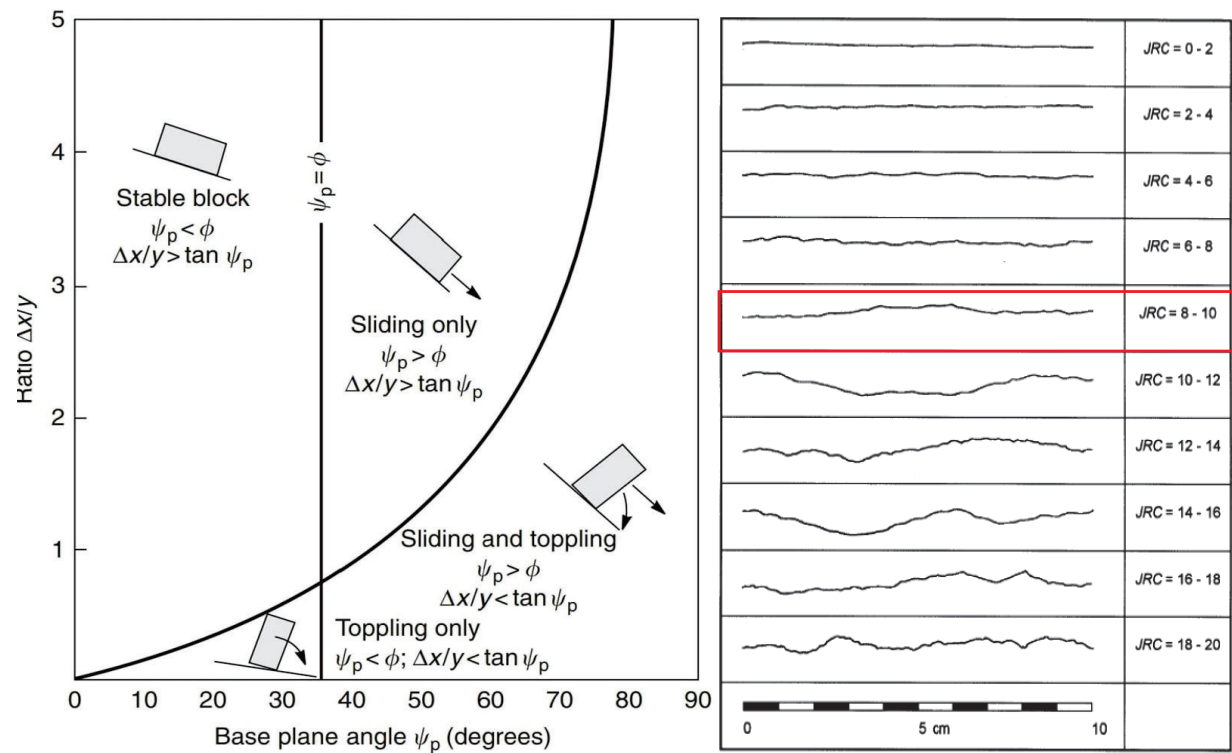 5
4
3
2
1
Ratio Δx/y
0
10
20
30
40
50
60
70
80
90
Base plane angle ψp (degrees)
Stable block
ψp < ϕ
Δx/y > tan ψp
ψp = ϕ
Sliding only
ψp > ϕ
Δx/y > tan ψp
Sliding and toppling
ψp > ϕ
Δx/y < tan ψp
Toppling only
ψp < ϕ; Δx/y < tan ψp
JRC = 0 - 2
JRC = 2 - 4
JRC = 4 - 6
JRC = 6 - 8
JRC = 8 - 10
JRC = 10 - 12
JRC = 12 - 14
JRC = 14 - 16
JRC = 16 - 18
JRC = 18 - 20
0 5 cm 10